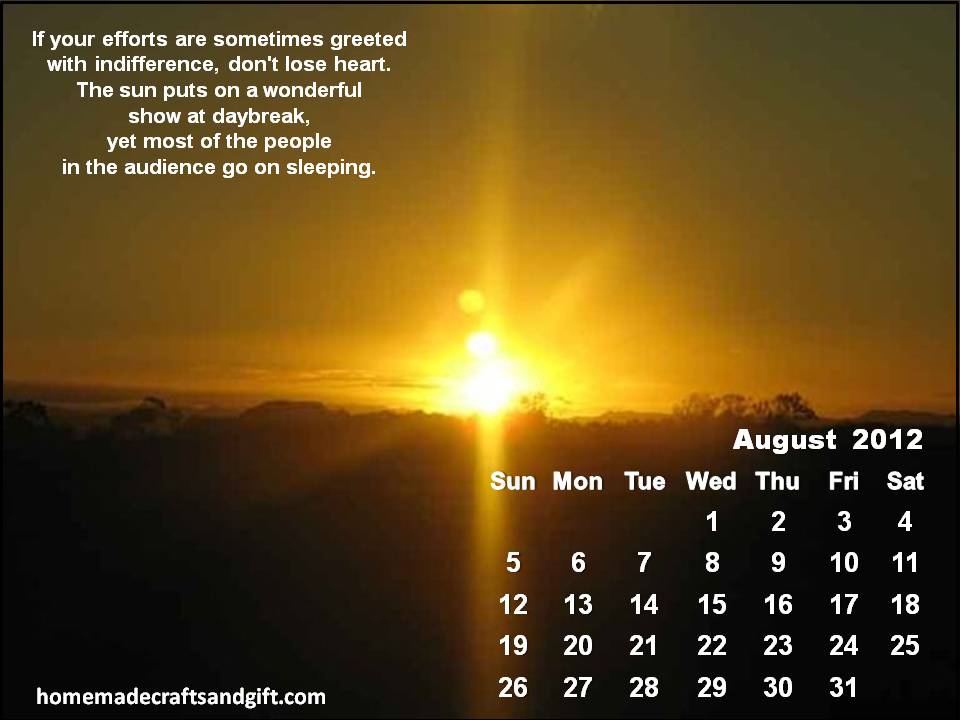 If your efforts are sometimes greeted
with indifference, don't lose heart.
The sun puts on a wonderful
show at daybreak,
yet most of the people
in the audience go on sleeping.
August 2012
Sun Mon Tue Wed Thu Fri Sat
1 2 3 4
5 6 7 8 9 10 11
12 13 14 15 16 17 18
19 20 21 22 23 24 25
26 27 28 29 30 31
homemadecraftsandgift.com